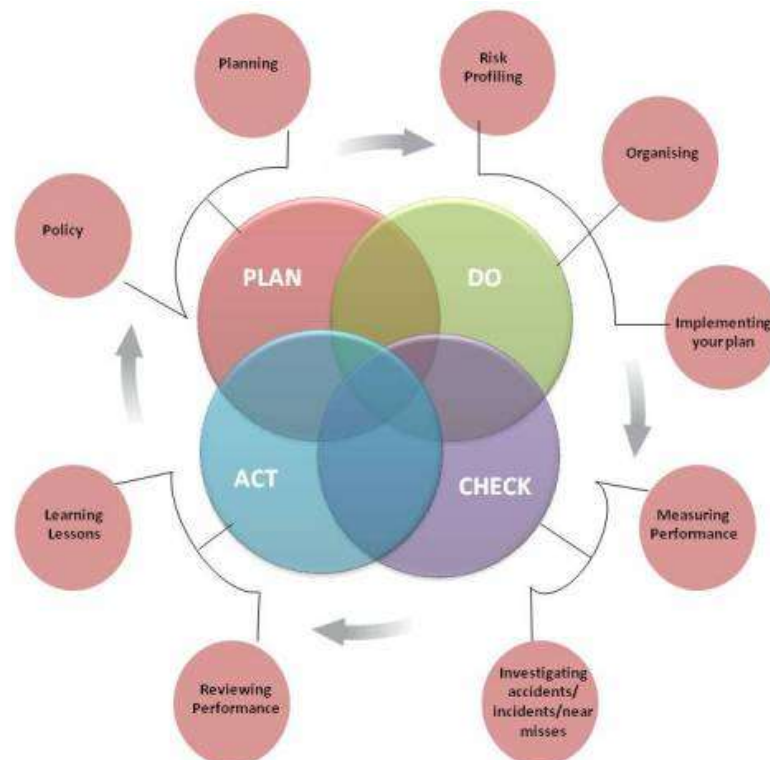 Planning
Risk
Profiling
Organising
Policy
PLAN
DO
Implementing
your plan
ACT
CHECK
Learning
Lessons
Measuring
Performance
Reviewing
Performance
Investigating
accidents/
incidents/near
misses